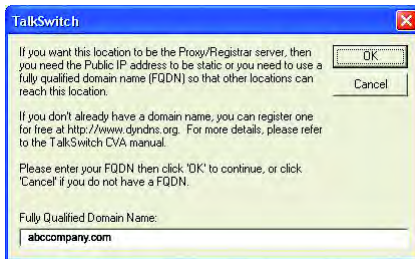 TalkSwitch
If you want this location to be the Proxy/Registrar server, then
you need the Public IP address to be static or you need to use a
fully qualified domain name (FQDN) so that other locations can
reach this location.
OK
Cancel
If you don't already have a domain name, you can register one
for free at http://www.dyndns.org. For more details, please refer
to the TalkSwitch CVA manual.
Please enter your FQDN then click 'OK' to continue, or click
'Cancel' if you do not have a FQDN.
Fully Qualified Domain Name:
abccompany.com